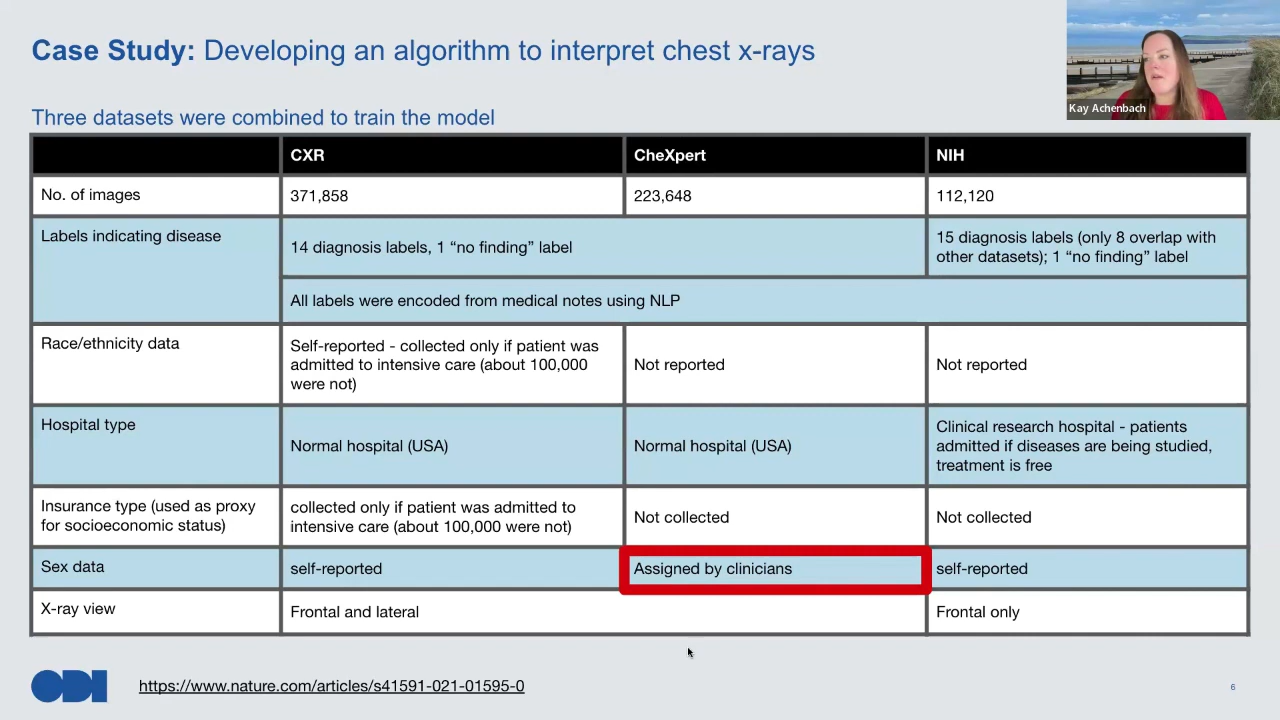 Case Study: Developing an algorithm to interpret chest x-rays
Kay Achenbach
Three datasets were combined to train the model
CXR
CheXpert
NIH
No. of images
371,858
223,648
112,120
Labels indicating disease
14 diagnosis labels, 1 “no finding” label
15 diagnosis labels (only 8 overlap with
other datasets); 1 “no finding” label
All labels were encoded from medical notes using NLP
Race/ethnicity data
Self-reported - collected only if patient was
admitted to intensive care (about 100,000
were not)
Not reported
Not reported
Hospital type
Normal hospital (USA)
Normal hospital (USA)
Clinical research hospital - patients
admitted if diseases are being studied,
treatment is free
Insurance type (used as proxy
for socioeconomic status)
collected only if patient was admitted to
intensive care (about 100,000 were not)
Not collected
Not collected
Sex data
self-reported
Assigned by clinicians
self-reported
X-ray view
Frontal and lateral
Frontal only
ODI
https://www.nature.com/articles/s41591-021-01595-0
6